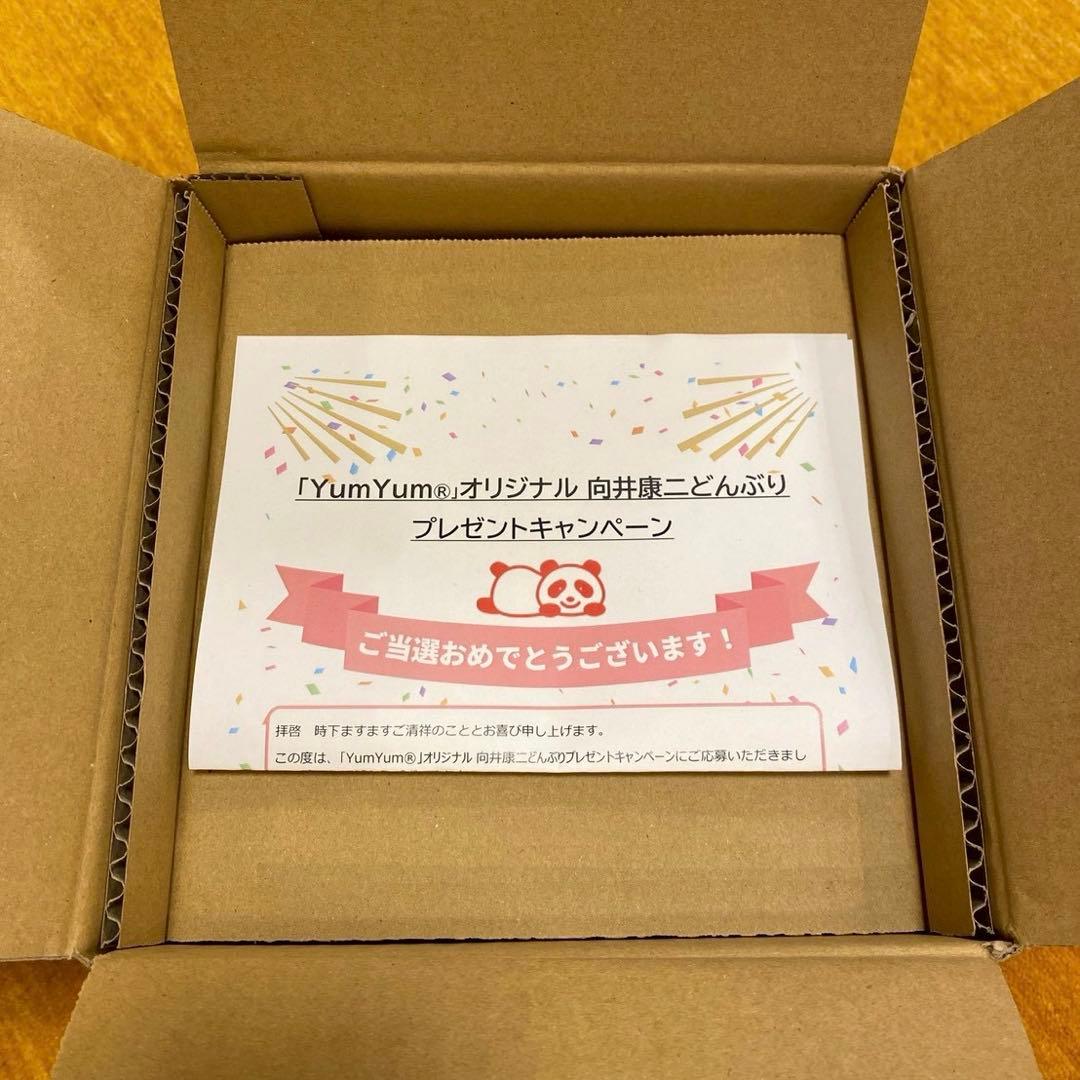 「YumYum®」オリジナル 向井康二どんぶり
プレゼントキャンペーン
ご当選おめでとうございます！
拝啓　時下ますますご清祥のこととお喜び申し上げます。
この度は、「YumYum®」オリジナル 向井康二どんぶりプレゼントキャンペーンにご応募いただきまし